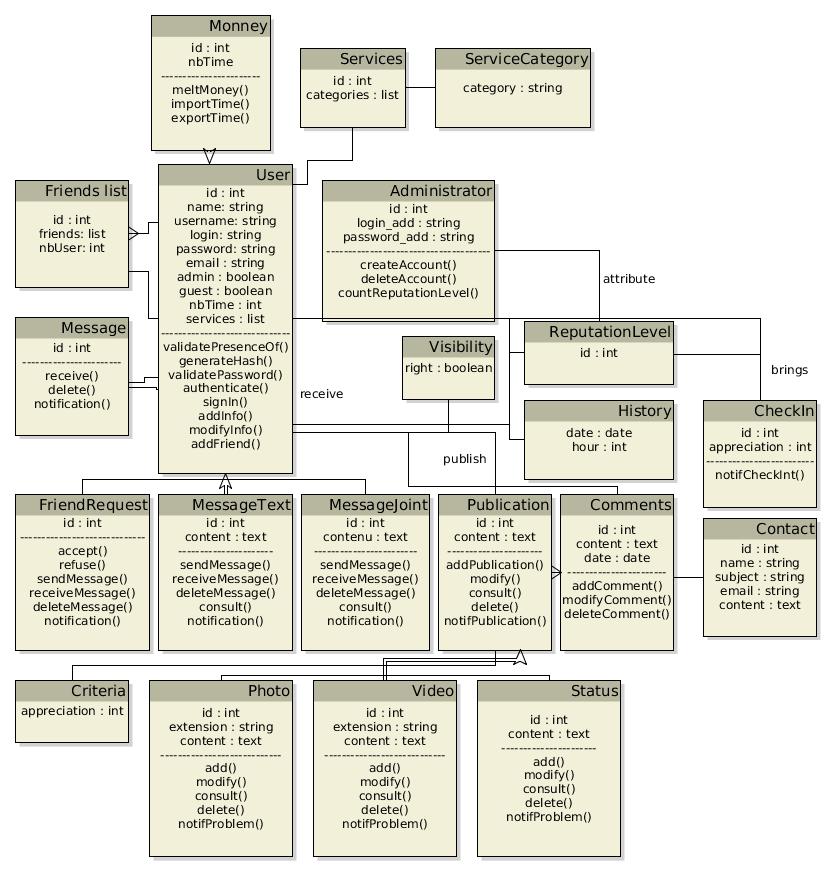 Monney
id : int
nbTime
meltMoney()
importTime()
exportTime()
Services
id : int
categories : list
ServiceCategory
category : string
Friends list
id : int
friends: list
nbUser: int
User
id : int
name: string
username: string
login: string
password: string
email : string
admin : boolean
guest : boolean
nbTime : int
services : list
validatePresenceOf()
generateHash()
validatePassword()
authenticate()
signIn()
addInfo()
modifyInfo()
addFriend()
Administrator
id : int
login_add : string
password_add : string
createAccount()
deleteAccount()
countReputationLevel()
attribute
Message
id : int
receive()
delete()
notification()
Visibility
right : boolean
ReputationLevel
id : int
brings
receive
History
date : date
hour : int
CheckIn
id : int
appreciation : int
notifCheckInt()
publish
FriendRequest
id : int
accept()
refuse()
sendMessage()
receiveMessage()
deleteMessage()
notification()
MessageText
id : int
content : text
sendMessage()
receiveMessage()
deleteMessage()
consult()
notification()
MessageJoint
id : int
contenu : text
sendMessage()
receiveMessage()
deleteMessage()
consult()
notification()
Publication
id : int
content : text
addPublication()
modify()
consult()
delete()
notifPublication()
Comments
id : int
content : text
date : date
addComment()
modifyComment()
deleteComment()
Contact
id : int
name : string
subject : string
email : string
content : text
Criteria
appreciation : int
Photo
id : int
extension : string
content : text
add()
modify()
consult()
delete()
notifProblem()
Video
id : int
extension : string
content : text
add()
modify()
consult()
delete()
notifProblem()
Status
id : int
content : text
add()
modify()
consult()
delete()
notifProblem()